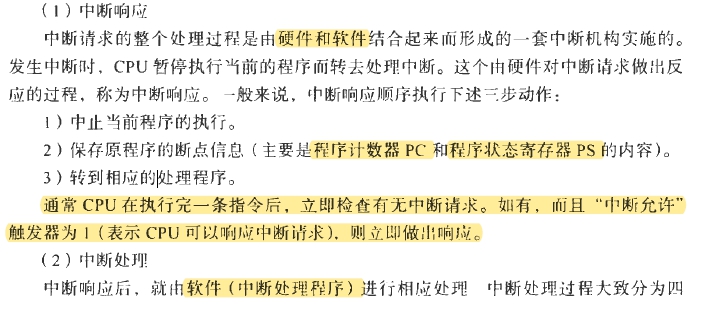 （1）中断响应
中断请求的整个处理过程是由硬件和软件结合起来而形成的一套中断机构实施的。
发生中断时，CPU 暂停执行当前的程序而转去处理中断。这个由硬件对中断请求做出反
应的过程，称为中断响应。一般来说，中断响应顺序执行下述三步动作：
1）中止当前程序的执行。
2）保存原程序的断点信息（主要是程序计数器 PC 和程序状态寄存器 PS 的内容）。
3）转到相应的处理程序。
通常 CPU 在执行完一条指令后，立即检查有无中断请求。如有，而且“中断允许”
触发器为 1（表示 CPU 可以响应中断请求），则立即做出响应。
（2）中断处理
中断响应后，就由软件（中断处理程序）进行相应处理 中断处理过程大致分为四